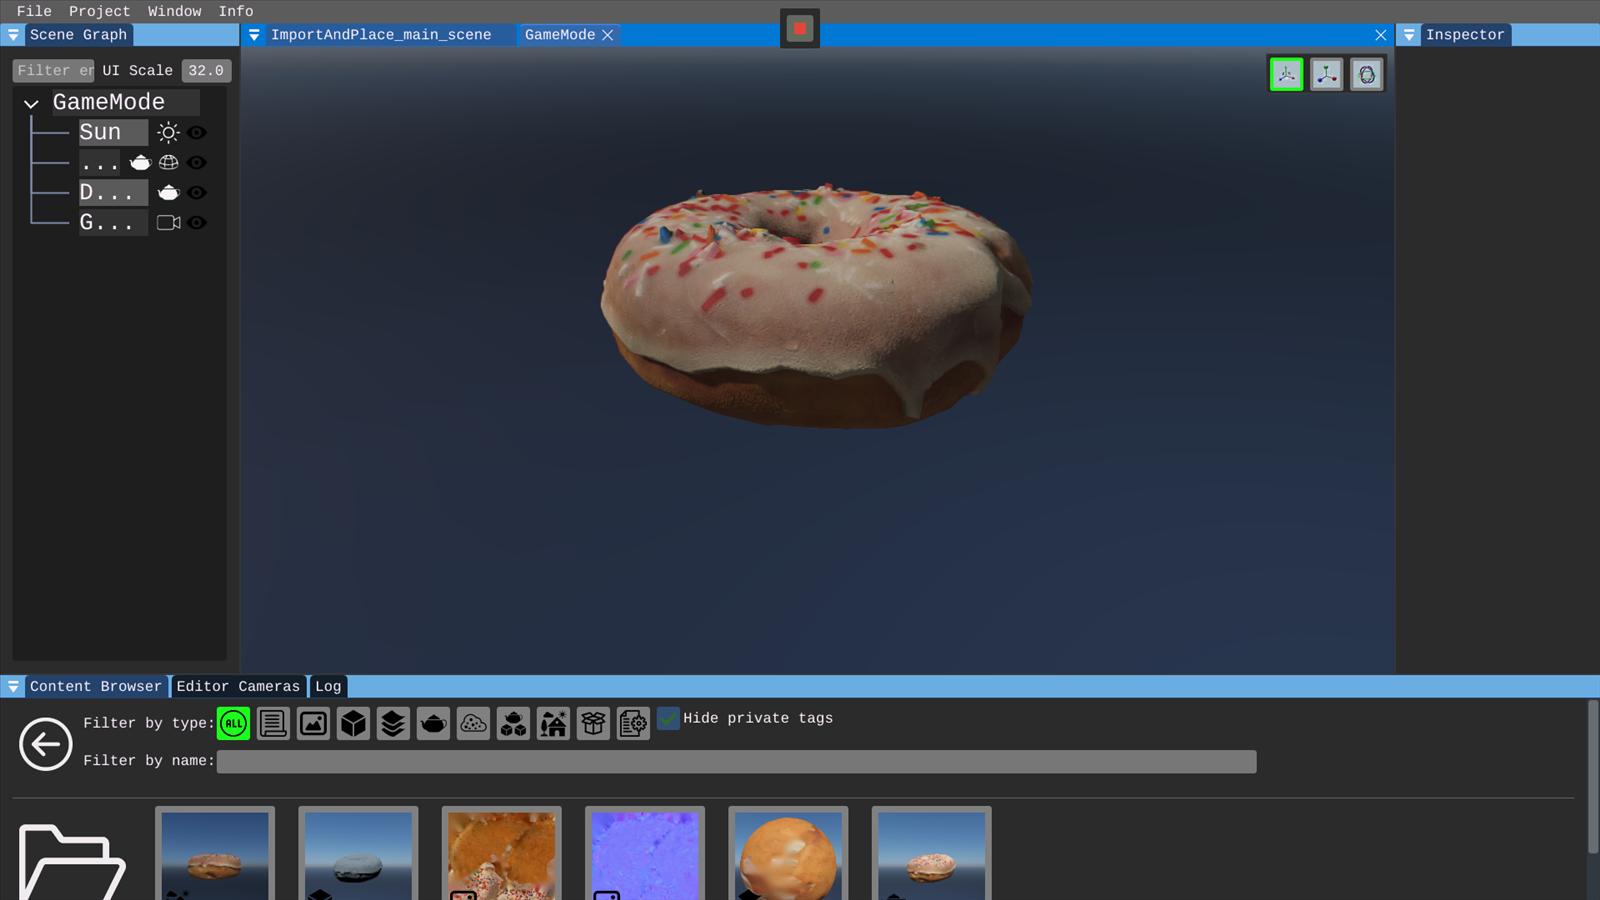 File Project Window Info
Scene Graph
ImportAndPlace_main_scene
GameMode
Inspector
Filter er
UI Scale
32.0
GameMode
Sun
...
D...
G...
Content Browser
Editor Cameras
Log
Filter by type:
ALL
Hide private tags
Filter by name: